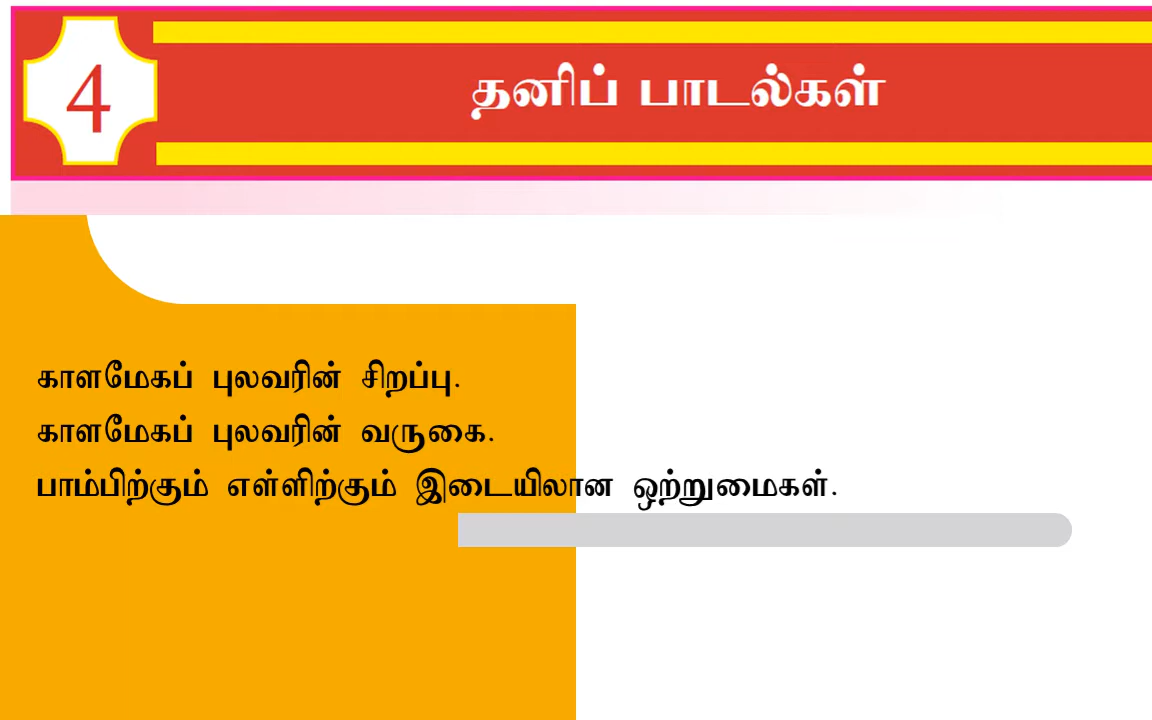 4
தனிப் பாடல்கள்
காளமேகப் புலவரின் சிறப்பு.
காளமேகப் புலவரின் வருகை.
பாம்பிற்கும் எள்ளிற்கும் இடையிலான ஒற்றுமைகள்.